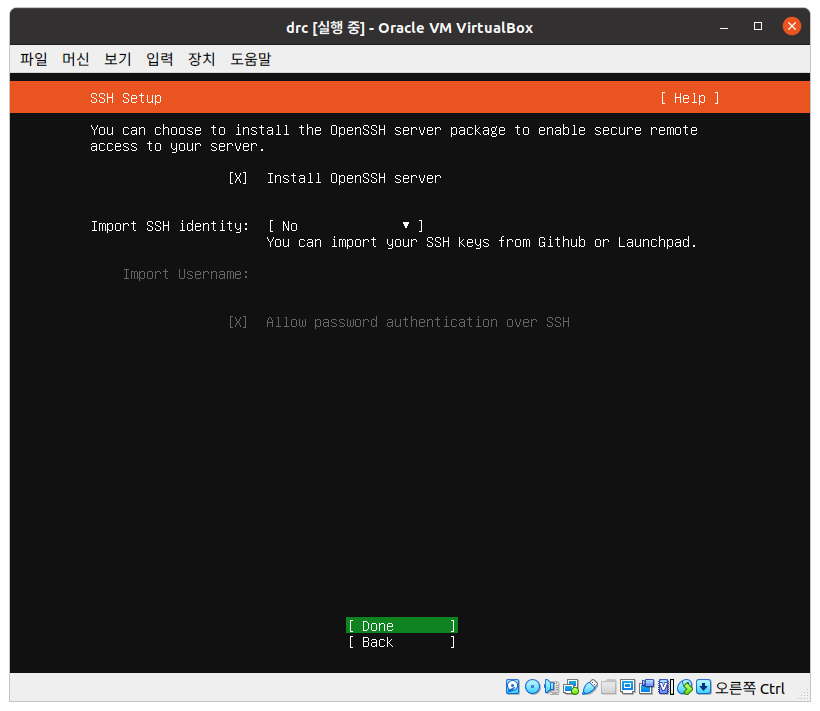 drc [실행 중] - Oracle VM VirtualBox
파일 머신 보기 입력 장치 도움말
SSH Setup [ Help ]
You can choose to install the OpenSSH server package to enable secure remote
access to your server.
[X] Install OpenSSH server
Import SSH identity: [ No ▼ ]
You can import your SSH keys from Github or Launchpad.
Import Username:
[X] Allow password authentication over SSH
[ Done ]
[ Back ]
오른쪽 Ctrl